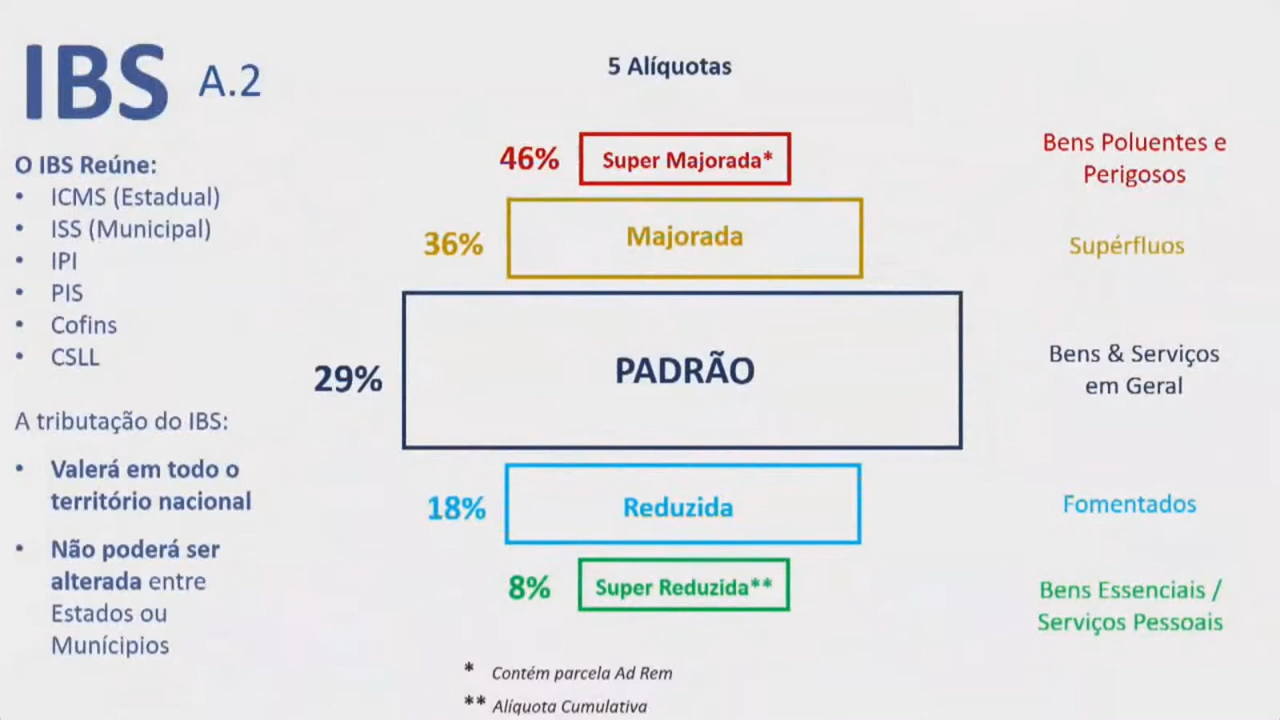 IBS A.2
O IBS Reúne:
• ICMS (Estadual)
• ISS (Municipal)
• IPI
• PIS
• Cofins
• CSLL
A tributação do IBS:
• Valerá em todo o
território nacional
• Não poderá ser
alterada entre
Estados ou
Munícipios
5 Alíquotas
46% Super Majorada*
Bens Poluentes e
Perigosos
36% Majorada
Supérfluos
29% PADRÃO
Bens & Serviços
em Geral
18% Reduzida
Fomentados
8% Super Reduzida**
Bens Essenciais /
Serviços Pessoais
* Contém parcela Ad Rem
** Alíquota Cumulativa